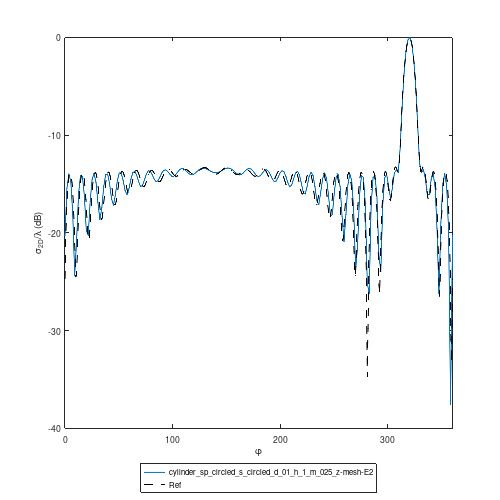 0
-10
-20
-30
-40
σ2D/λ (dB)
0
100
200
300
φ
cylinder_sp_circled_s_circled_d_01_h_1_m_025_z-mesh-E2
Ref